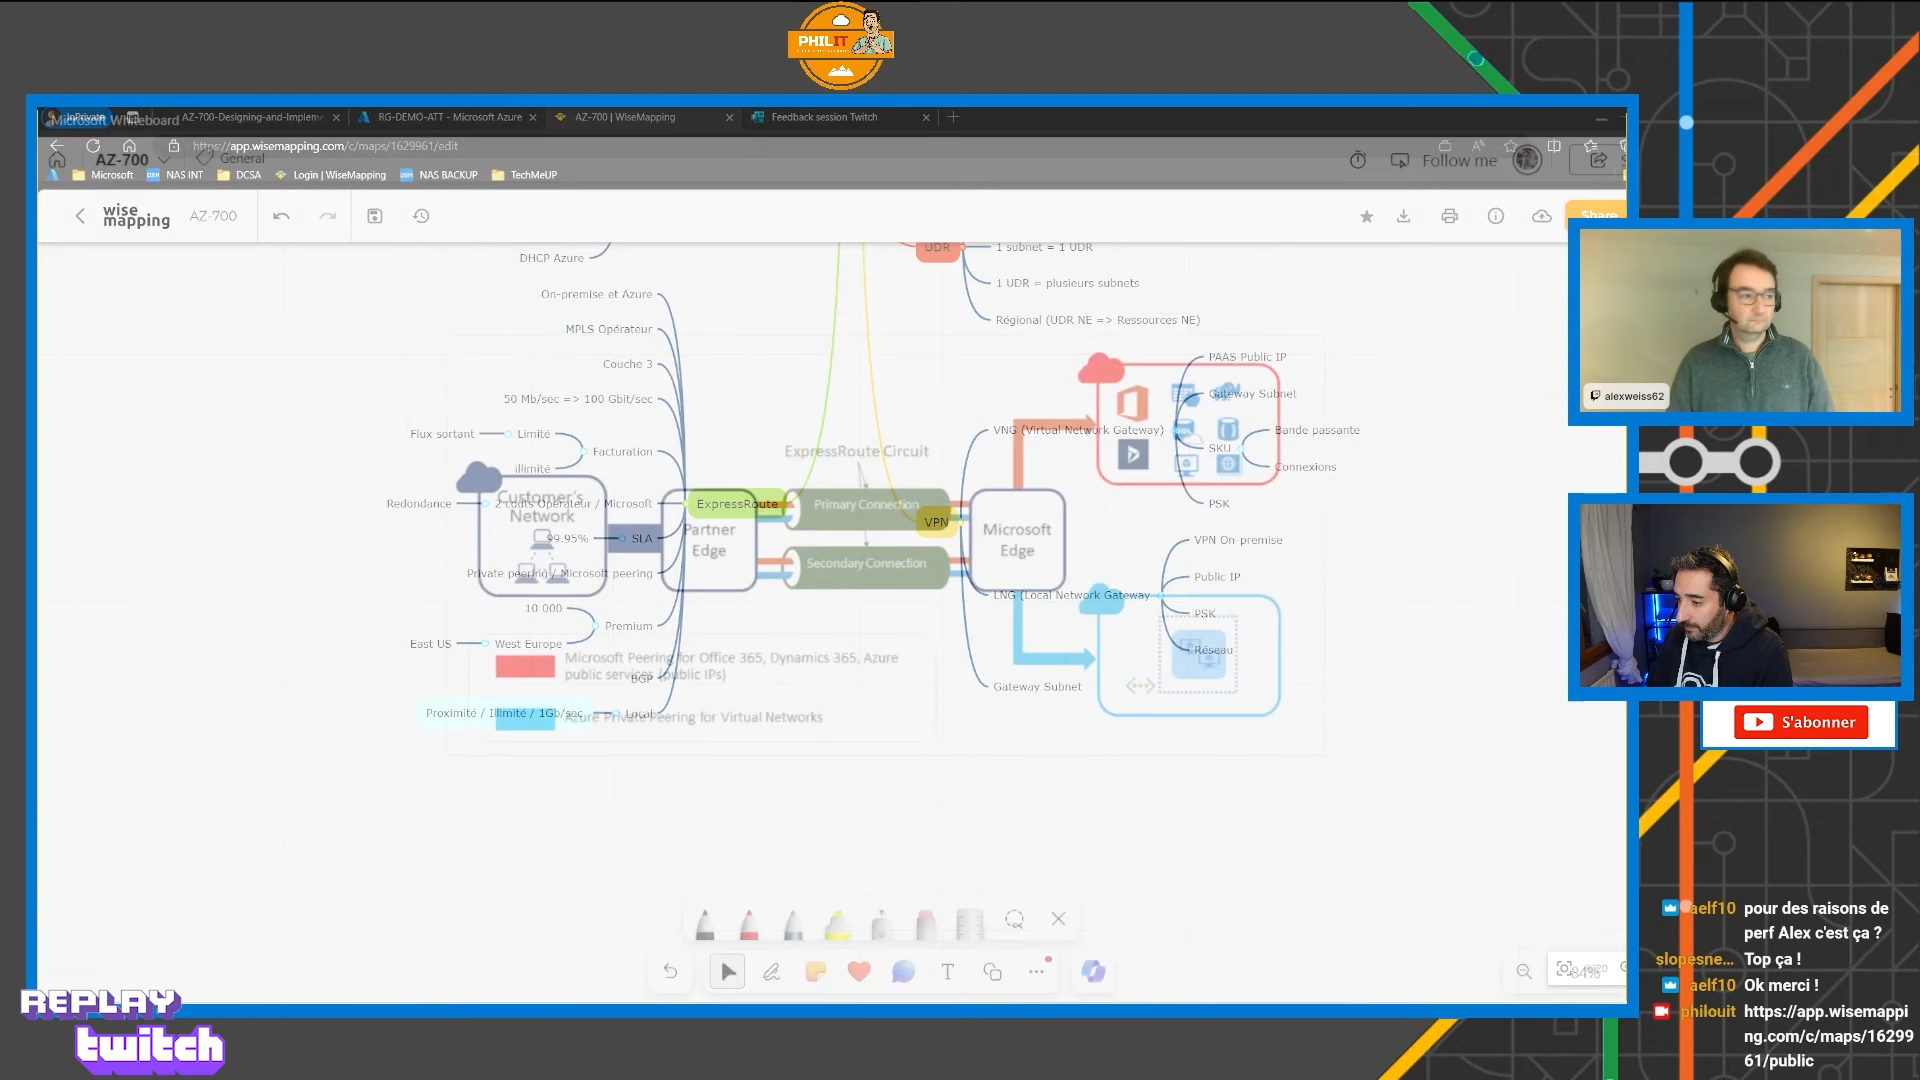 PHILIT
InPrivate
Microsoft Whiteboard
AZ-700-Designing-and-Impleme
RG-DEMO-ATT - Microsoft Azure
AZ-700 | WiseMapping
Feedback session Twitch
https://app.wisemapping.com/c/maps/1629961/edit
AZ-700
General
Follow me
Microsoft
NAS INT
DCSA
Login | WiseMapping
NAS BACKUP
TechMeUP
wise
mapping
AZ-700
Share
DHCP Azure
UDR
1 subnet = 1 UDR
On-premise et Azure
1 UDR = plusieurs subnets
MPLS Opérateur
Régional (UDR NE => Ressources NE)
Couche 3
PAAS Public IP
50 Mb/sec => 100 Gbit/sec
Gateway Subnet
Flux sortant
Limité
VNG (Virtual Network Gateway)
Bande passante
Facturation
ExpressRoute Circuit
SKU
illimité
Connexions
Customer's
Network
Redondance
2 coûts Opérateur / Microsoft
ExpressRoute
Primary Connection
PSK
VPN
Partner
Edge
Microsoft
Edge
99.95%
SLA
VPN On-premise
Secondary Connection
Private peering / Microsoft peering
Public IP
LNG (Local Network Gateway
10 000
PSK
Premium
East US
West Europe
Réseau
Microsoft Peering for Office 365, Dynamics 365, Azure
public services (public IPs)
BGP
Gateway Subnet
Proximité / Illimité / 1Gb/sec
Local
Azure Private Peering for Virtual Networks
84%
alexweiss62
S'abonner
aelf10 pour des raisons de
perf Alex c'est ça ?
slopesne... Top ça !
aelf10 Ok merci !
philouit https://app.wisemappi
ng.com/c/maps/16299
61/public
REPLAY
twitch